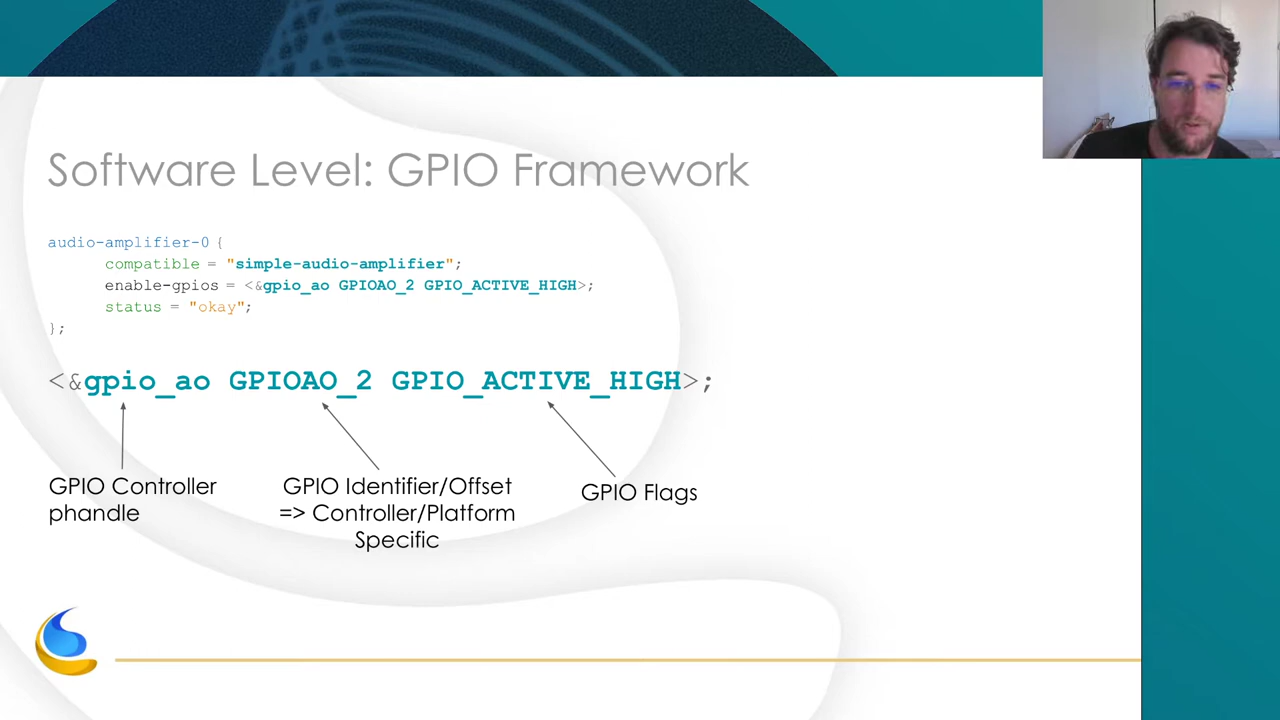 Software Level: GPIO Framework
audio-amplifier-0 {
compatible = "simple-audio-amplifier";
enable-gpios = <&gpio_ao GPIOAO_2 GPIO_ACTIVE_HIGH>;
status = "okay";
};
<&gpio_ao GPIOAO_2 GPIO_ACTIVE_HIGH>;
GPIO Controller
phandle
GPIO Identifier/Offset
=> Controller/Platform
Specific
GPIO Flags